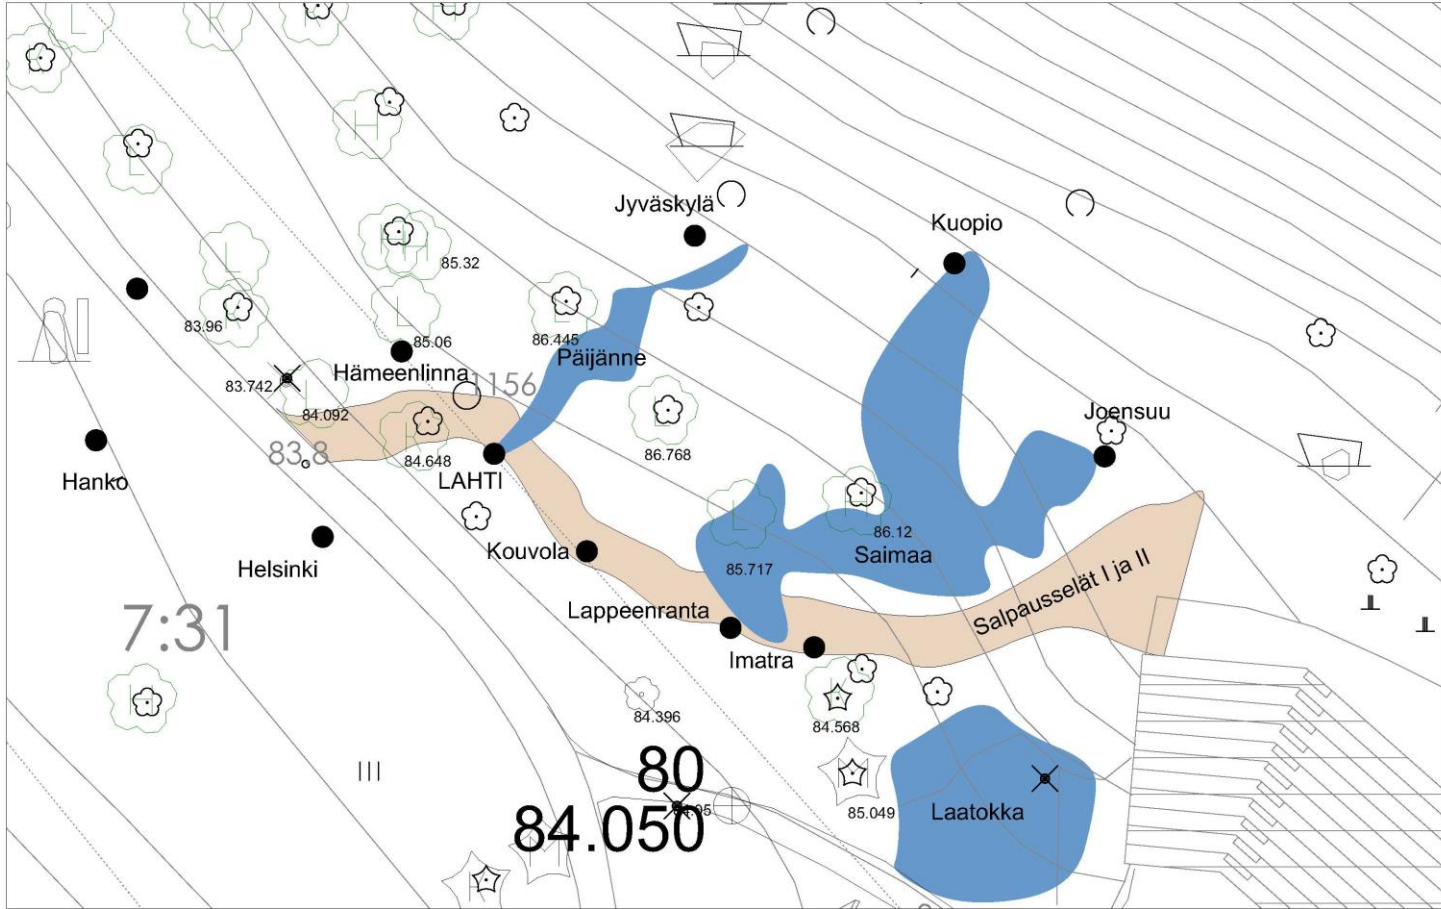 Jyväskylä
Kuopio
85.32
83.96
85.06
86.445
Päijänne
Hämeenlinna
83.742
1156
84.092
Joensuu
83.8
G
84.648
86.768
LAHTI
Hanko
86.12
Saimaa
Kouvola
85.717
Helsinki
Salpausselät I ja II
Lappeenranta
7:31
Imatra
84.396
84.568
80
III
84.050
85.049
Laatokka
L
K
K
H
K
H
L
L
H
H
L
K
L
L
L
K
L
L
H
H
K
H